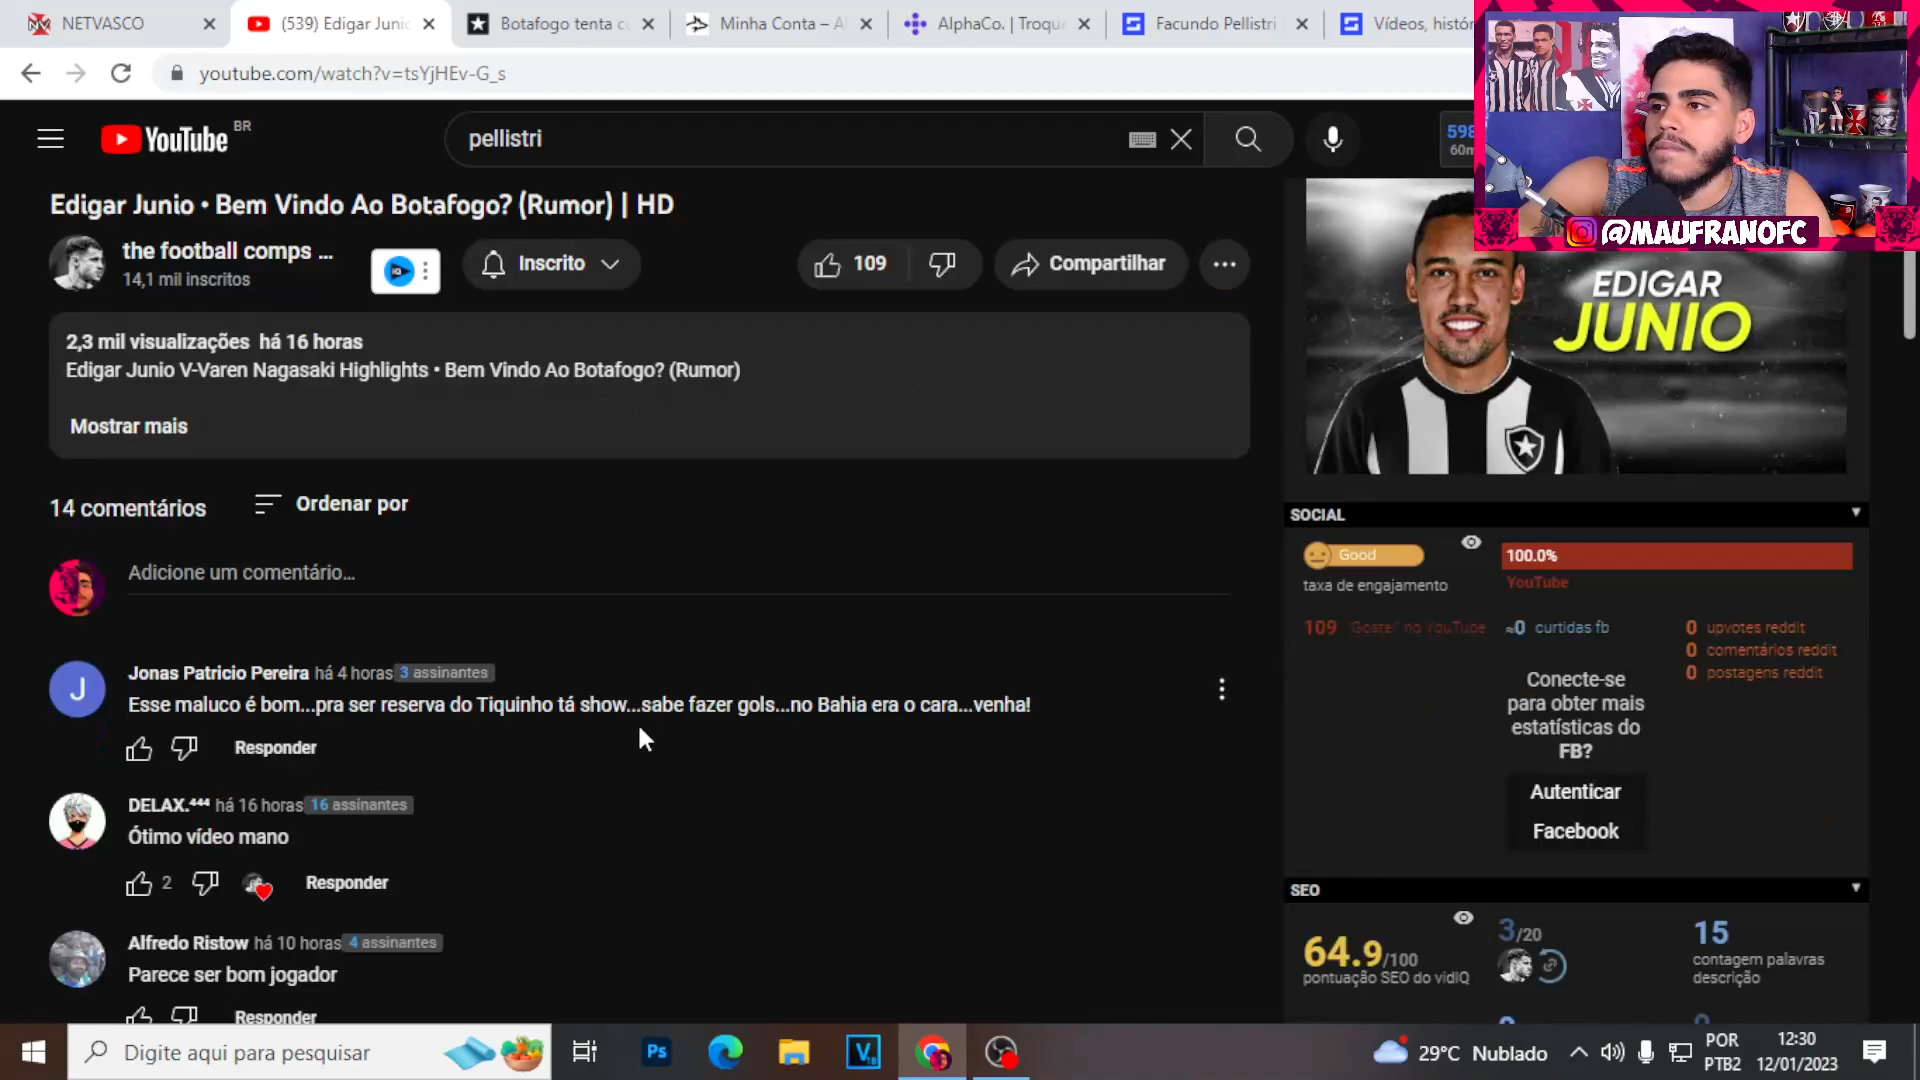 NETVASCO
(539) Edigar Junio
Botafogo tenta co
Minha Conta – Al
AlphaCo. | Troque
Facundo Pellistri
Vídeos, histór
youtube.com/watch?v=tsYjHEv-G_s
YouTube BR
pellistri
598
60m
@MAUFRANOFC
Edigar Junio • Bem Vindo Ao Botafogo? (Rumor) | HD
the football comps ...
14,1 mil inscritos
Inscrito
109
Compartilhar
EDIGAR
JUNIO
2,3 mil visualizações há 16 horas
Edigar Junio V-Varen Nagasaki Highlights • Bem Vindo Ao Botafogo? (Rumor)
Mostrar mais
14 comentários
Ordenar por
Adicione um comentário...
Jonas Patricio Pereira há 4 horas 3 assinantes
Esse maluco é bom...pra ser reserva do Tiquinho tá show...sabe fazer gols...no Bahia era o cara...venha!
Responder
DELAX.⁴⁴⁴ há 16 horas 16 assinantes
Ótimo vídeo mano
2
Responder
Alfredo Ristow há 10 horas 4 assinantes
Parece ser bom jogador
Responder
SOCIAL
Good
taxa de engajamento
100.0%
YouTube
109 "Gostei" no YouTube
≈0 curtidas fb
0 upvotes reddit
0 comentários reddit
0 postagens reddit
Conecte-se
para obter mais
estatísticas do
FB?
Autenticar
Facebook
SEO
64.9/100
pontuação SEO do vidIQ
3/20
15
contagem palavras
descrição
Digite aqui para pesquisar
Ps
29°C Nublado
POR
PTB2
12:30
12/01/2023